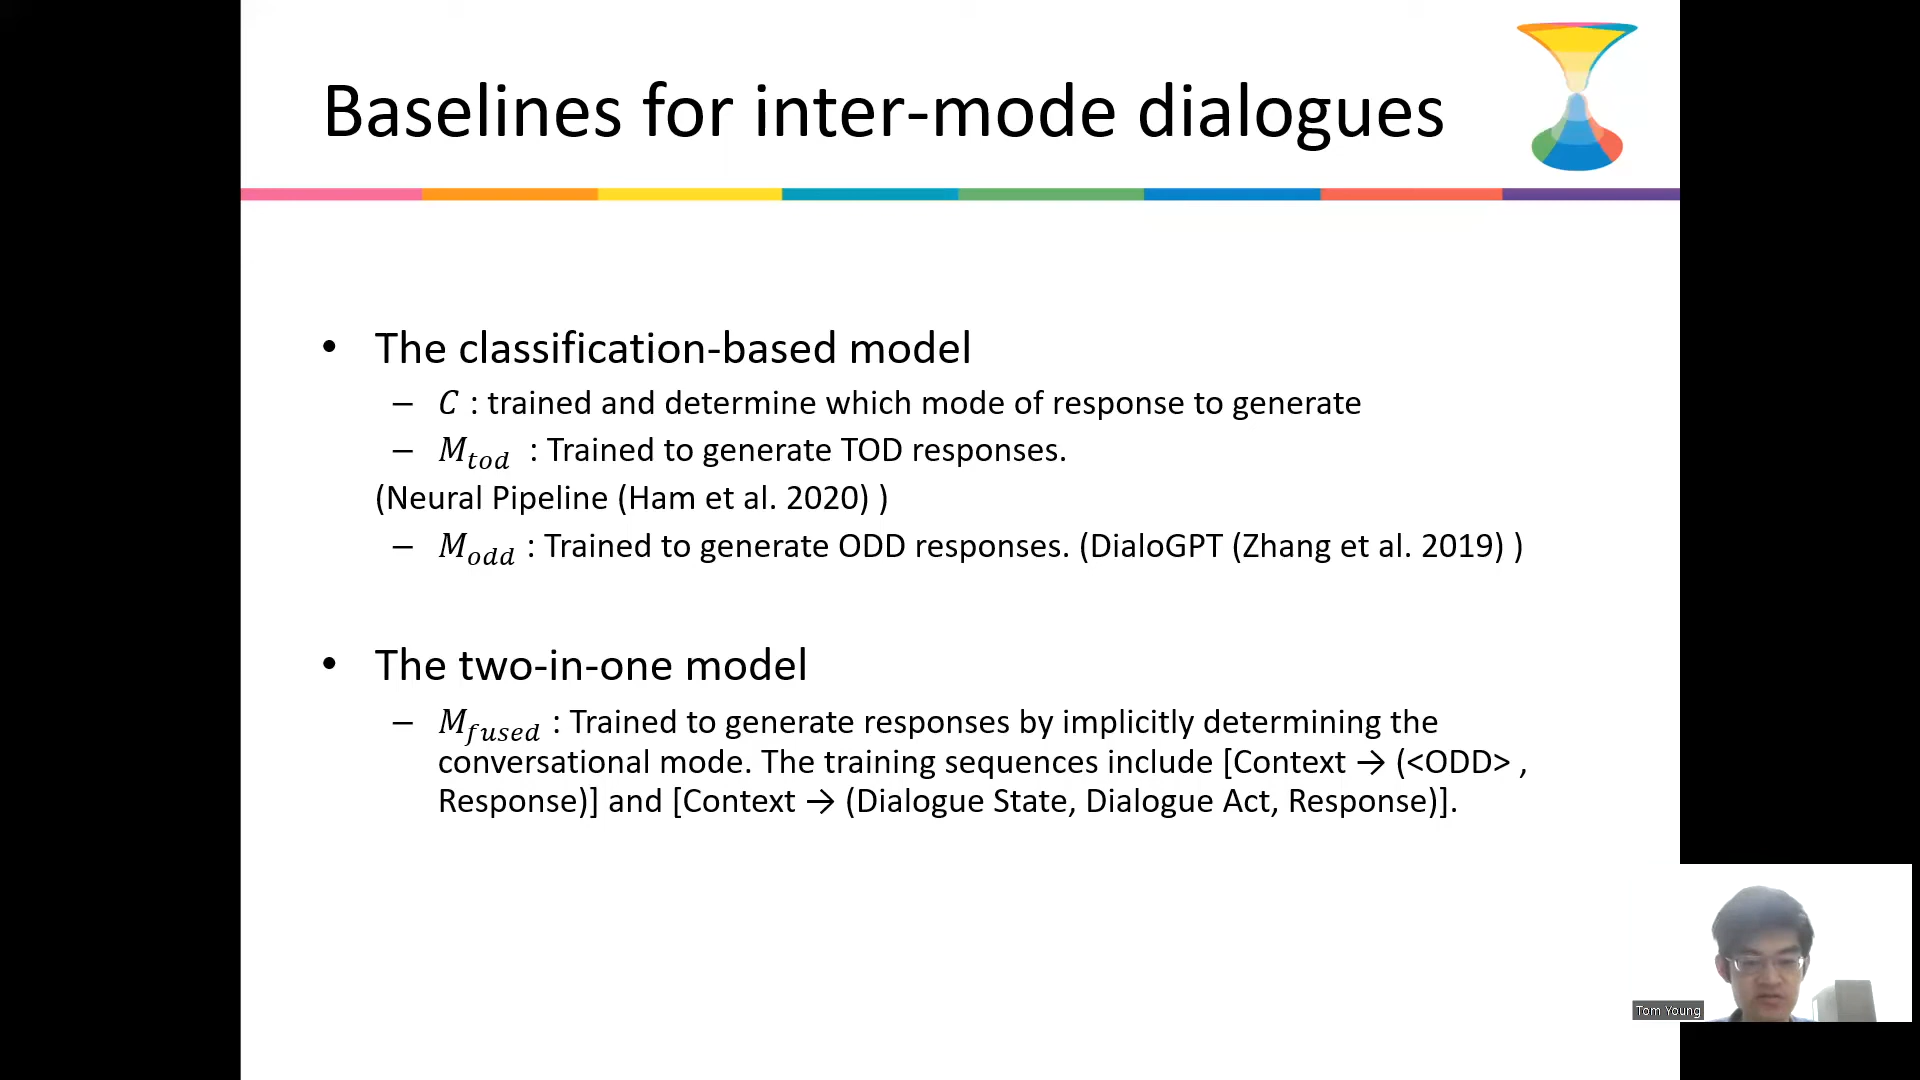 Baselines for inter-mode dialogues
• The classification-based model
– C : trained and determine which mode of response to generate
– M_tod : Trained to generate TOD responses.
(Neural Pipeline (Ham et al. 2020) )
– M_odd : Trained to generate ODD responses. (DialoGPT (Zhang et al. 2019) )
• The two-in-one model
– M_fused : Trained to generate responses by implicitly determining the
conversational mode. The training sequences include [Context → (<ODD> ,
Response)] and [Context → (Dialogue State, Dialogue Act, Response)].
Tom Young